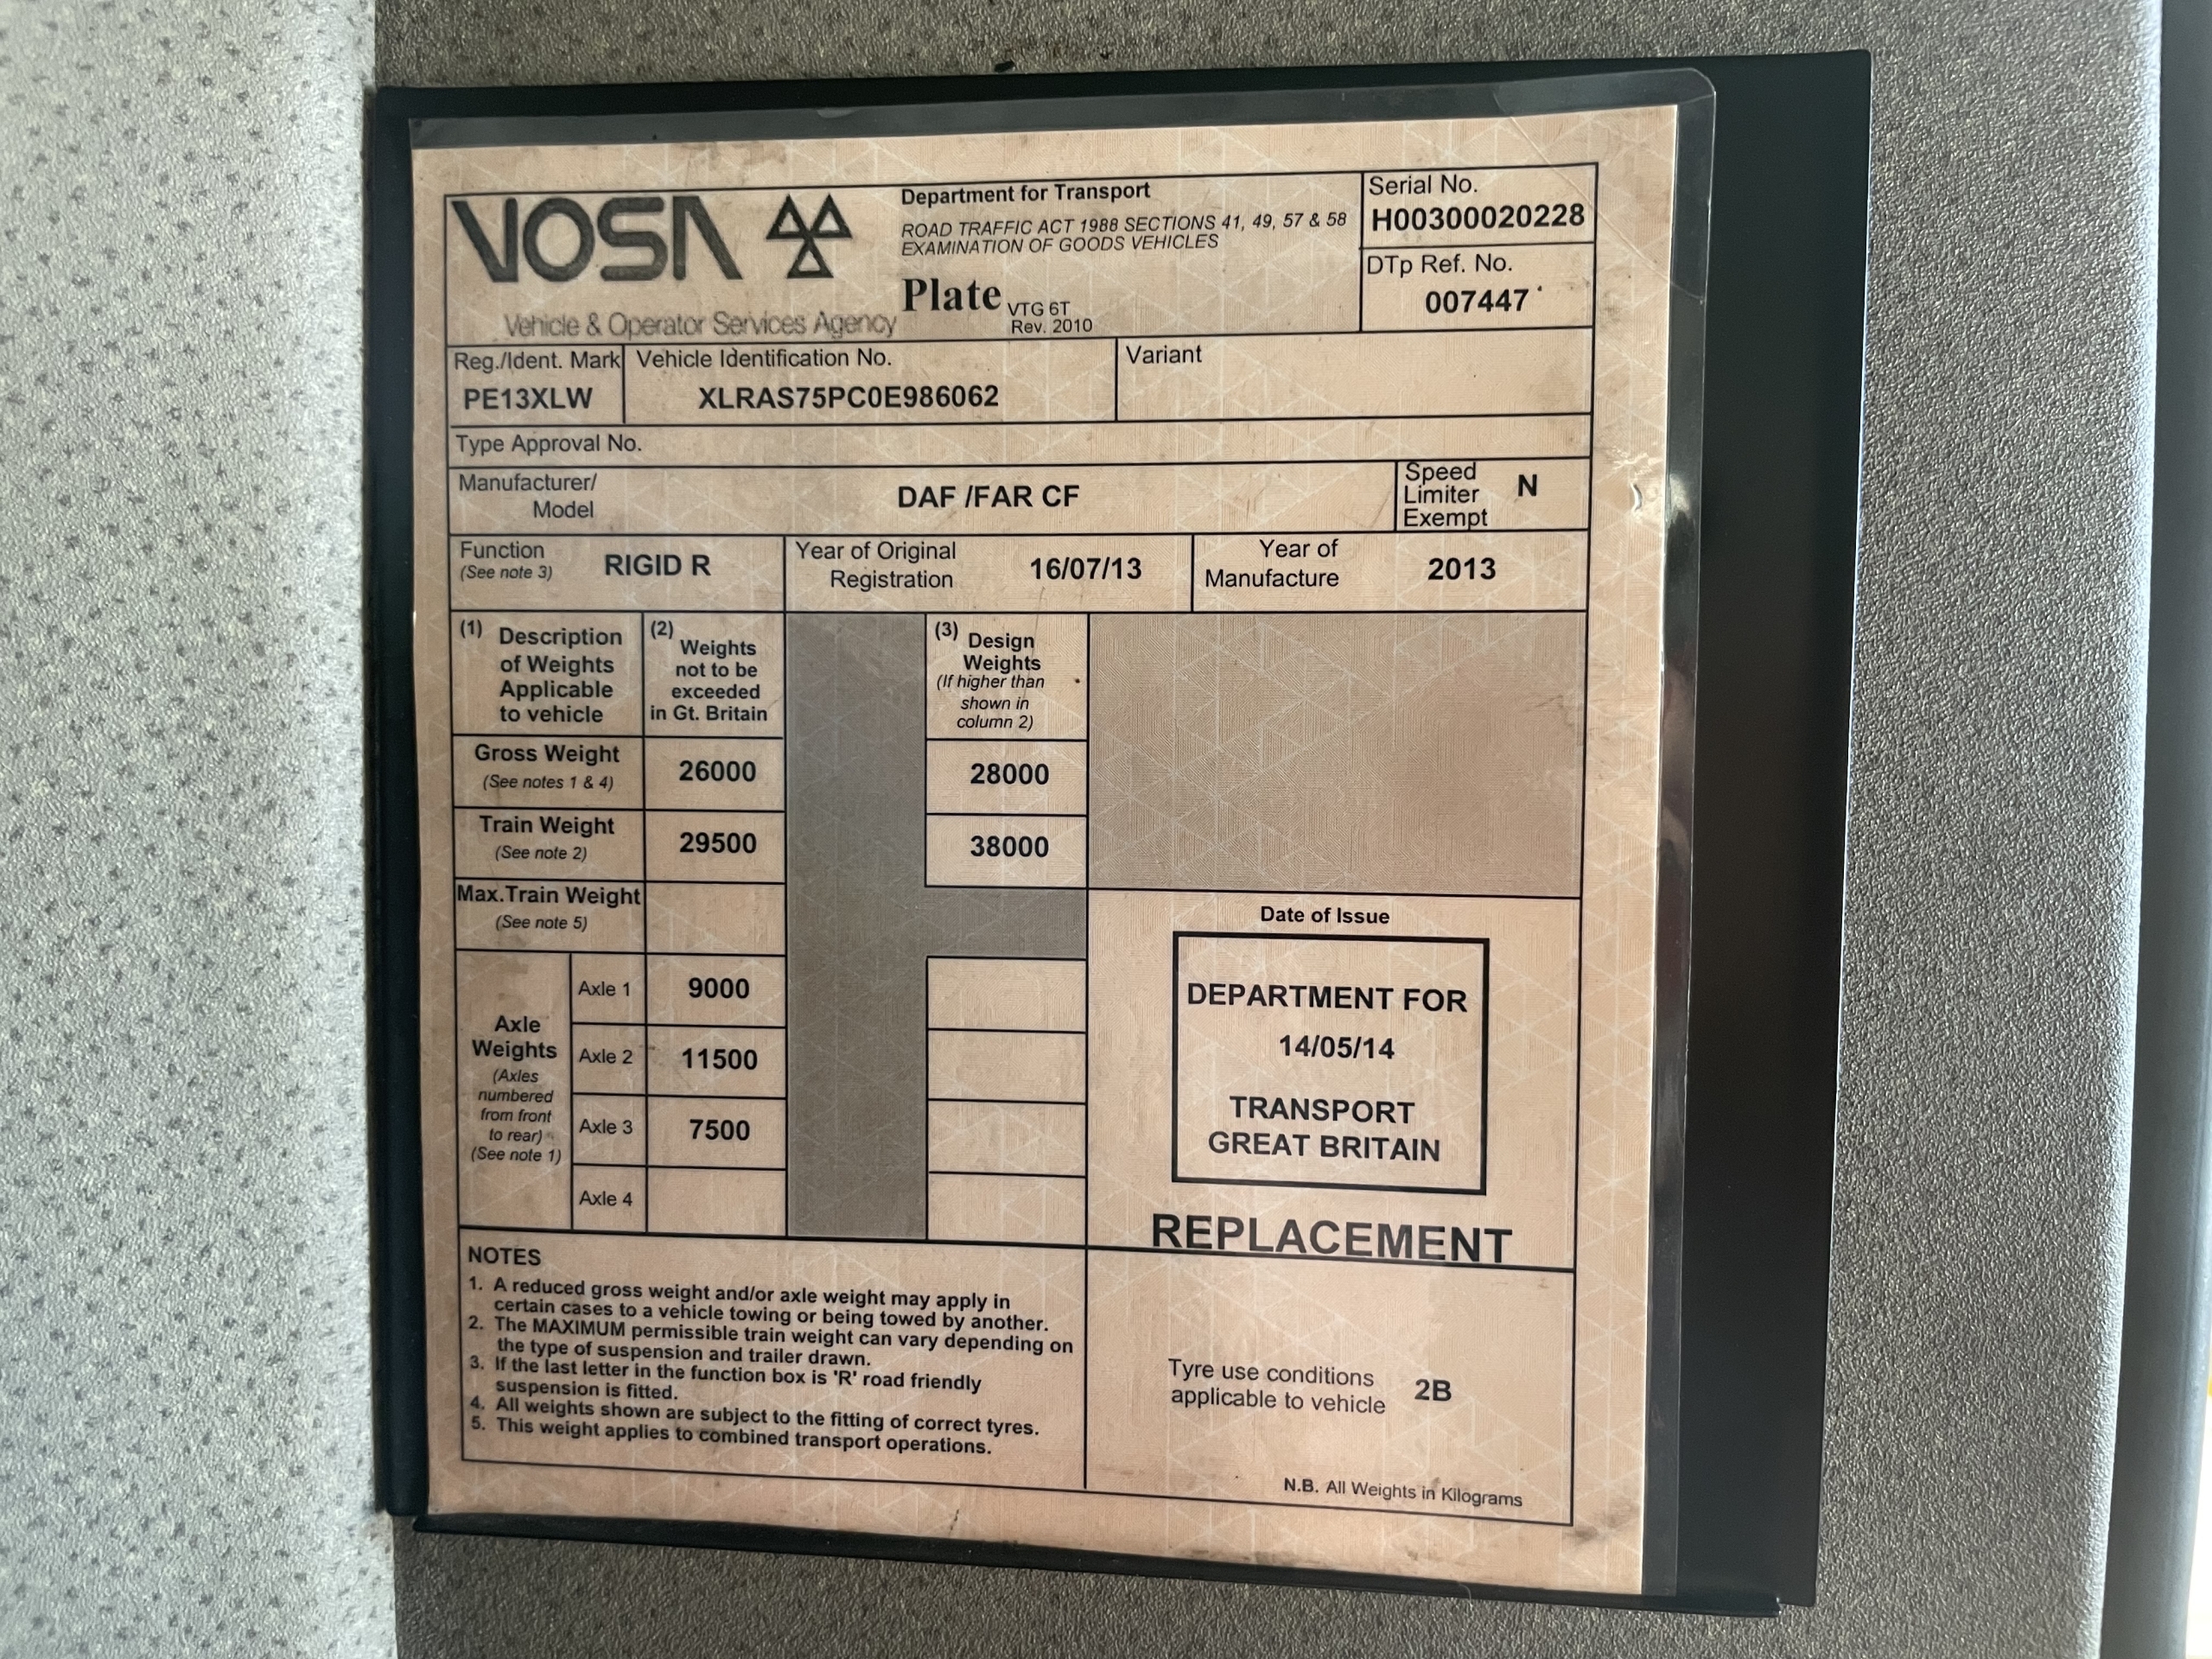 VOSA
Vehicle & Operator Services Agency
Department for Transport
ROAD TRAFFIC ACT 1988 SECTIONS 41, 49, 57 & 58
EXAMINATION OF GOODS VEHICLES
Plate VTG 6T
Rev. 2010
Serial No.
H00300020228
DTp Ref. No.
007447
Reg./Ident. Mark
PE13XLW
Vehicle Identification No.
XLRAS75PC0E986062
Variant
Type Approval No.
Manufacturer/
Model
DAF /FAR CF
Speed
Limiter
Exempt
N
Function
(See note 3)
RIGID R
Year of Original
Registration
16/07/13
Year of
Manufacture
2013
(1) Description
of Weights
Applicable
to vehicle
(2)
Weights
not to be
exceeded
in Gt. Britain
(3)
Design
Weights
(If higher than
shown in
column 2)
Gross Weight
(See notes 1 & 4)
26000
28000
Train Weight
(See note 2)
29500
38000
Max.Train Weight
(See note 5)
Axle
Weights
(Axles
numbered
from front
to rear)
(See note 1)
Axle 1
9000
Axle 2
11500
Axle 3
7500
Axle 4
Date of Issue
DEPARTMENT FOR
14/05/14
TRANSPORT
GREAT BRITAIN
REPLACEMENT
NOTES
1. A reduced gross weight and/or axle weight may apply in
certain cases to a vehicle towing or being towed by another.
2. The MAXIMUM permissible train weight can vary depending on
the type of suspension and trailer drawn.
3. If the last letter in the function box is 'R' road friendly
suspension is fitted.
4. All weights shown are subject to the fitting of correct tyres.
5. This weight applies to combined transport operations.
Tyre use conditions
applicable to vehicle
2B
N.B. All Weights in Kilograms